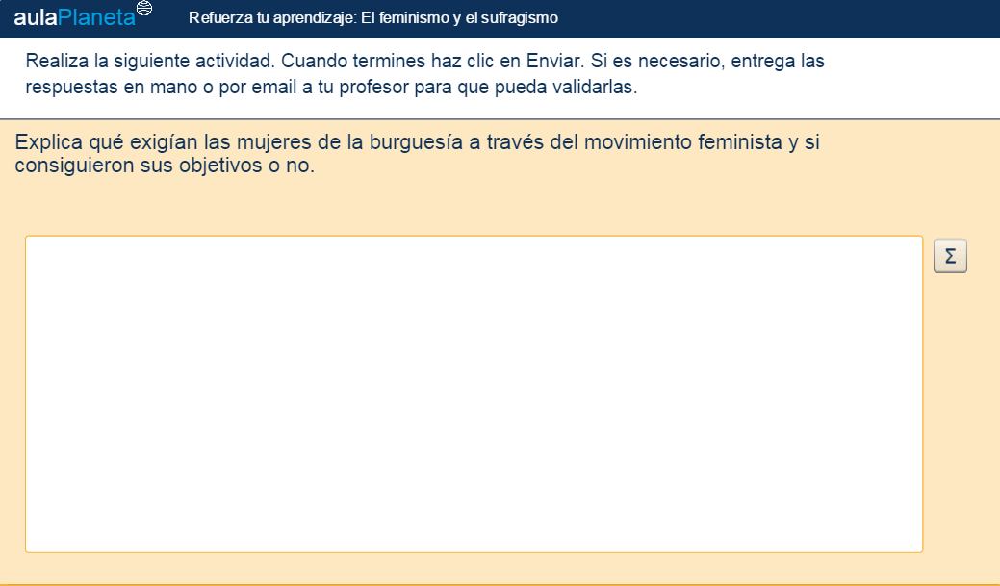 aulaPlaneta Refuerza tu aprendizaje: El feminismo y el sufragismo
Realiza la siguiente actividad. Cuando termines haz clic en Enviar. Si es necesario, entrega las
respuestas en mano o por email a tu profesor para que pueda validarlas.
Explica qué exigían las mujeres de la burguesía a través del movimiento feminista y si
consiguieron sus objetivos o no.
Σ